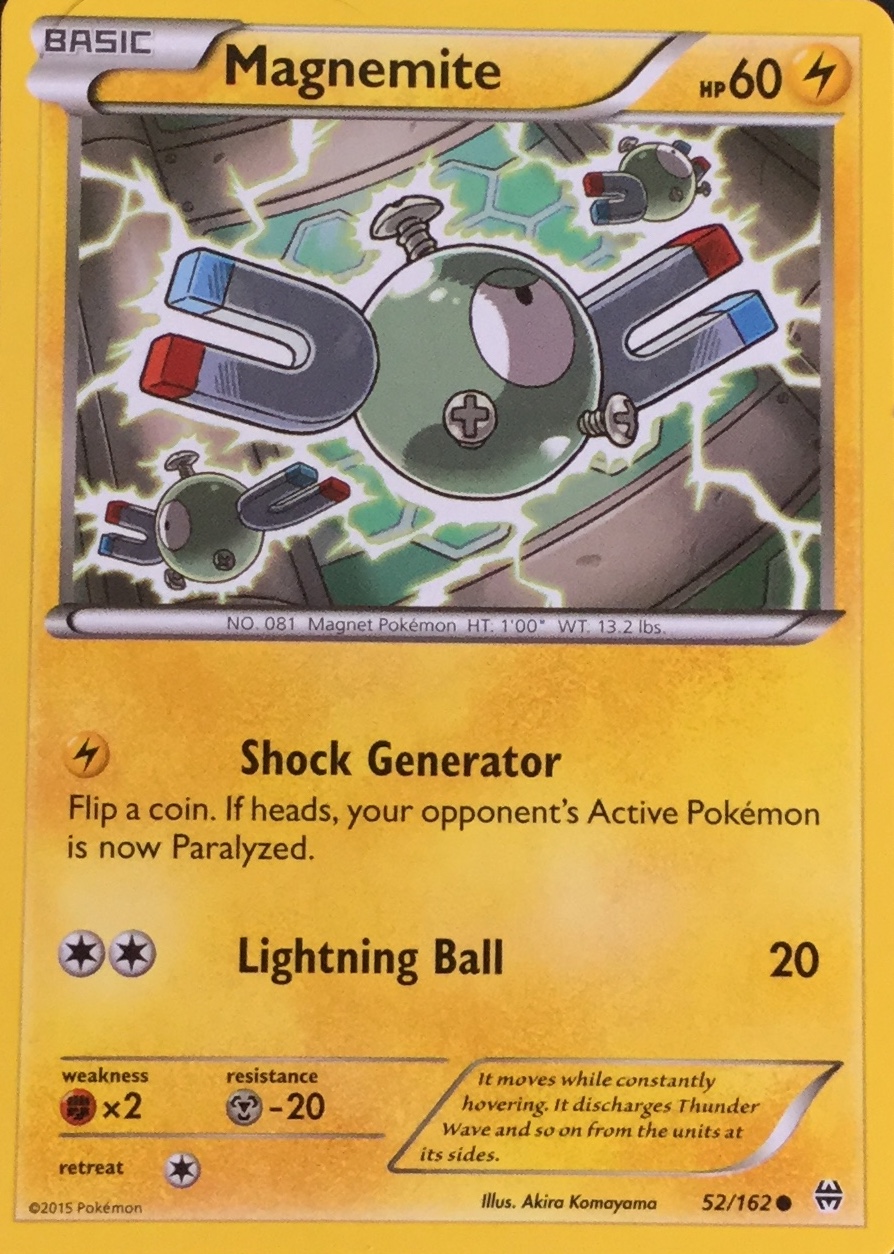 BASIC
Magnemite
HP60
NO. 081 Magnet Pokémon HT: 1'00" WT. 13.2 lbs.
Shock Generator
Flip a coin. If heads, your opponent's Active Pokémon
is now Paralyzed.
Lightning Ball 20
weakness resistance
×2 -20
It moves while constantly
hovering. It discharges Thunder
Wave and so on from the units at
its sides.
retreat
©2015 Pokémon
Illus. Akira Komayama
52/162